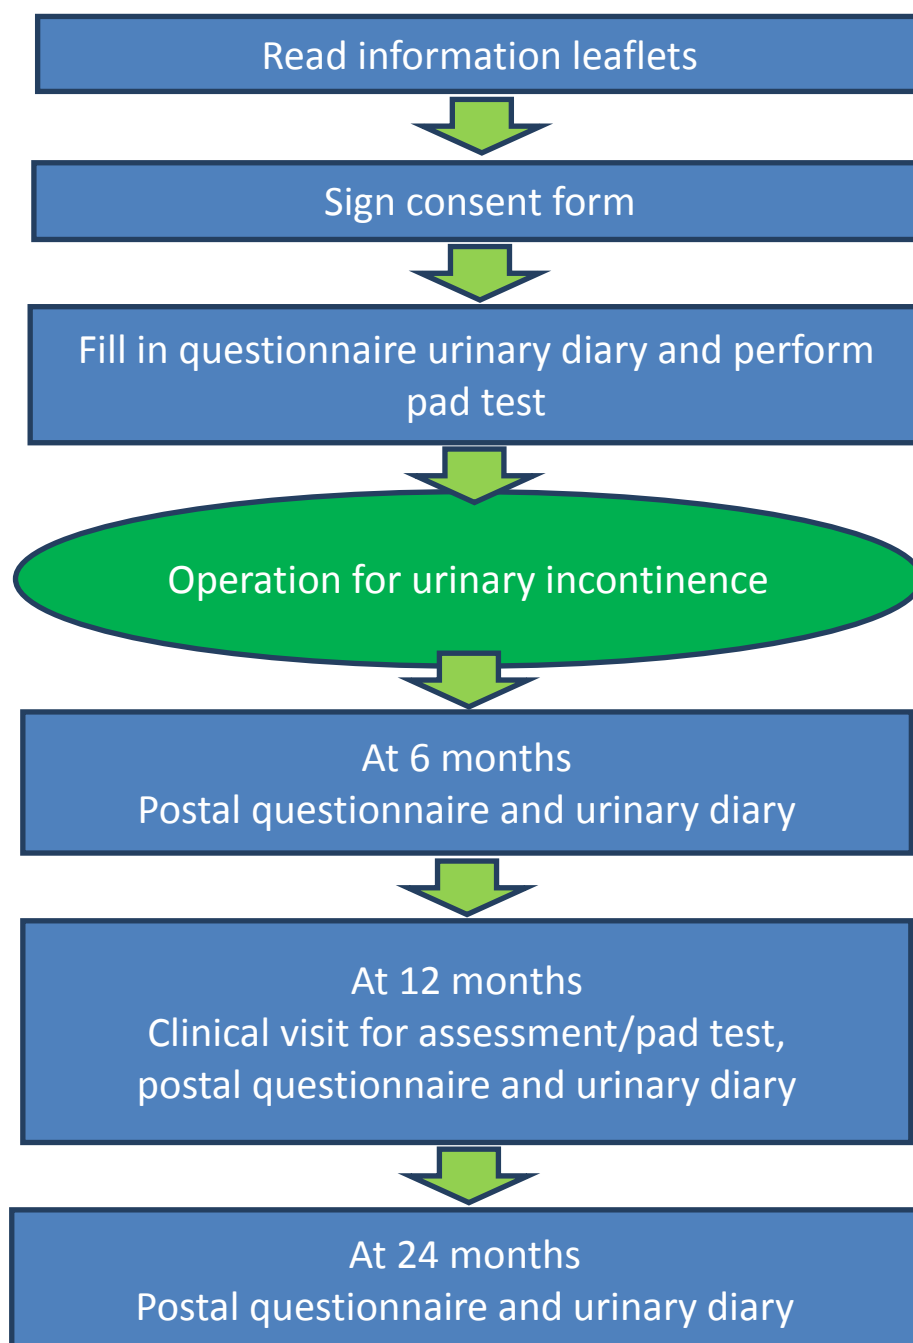 Read information leaflets
Sign consent form
Fill in questionnaire urinary diary and perform
pad test
Operation for urinary incontinence
At 6 months
Postal questionnaire and urinary diary
At 12 months
Clinical visit for assessment/pad test,
postal questionnaire and urinary diary
At 24 months
Postal questionnaire and urinary diary